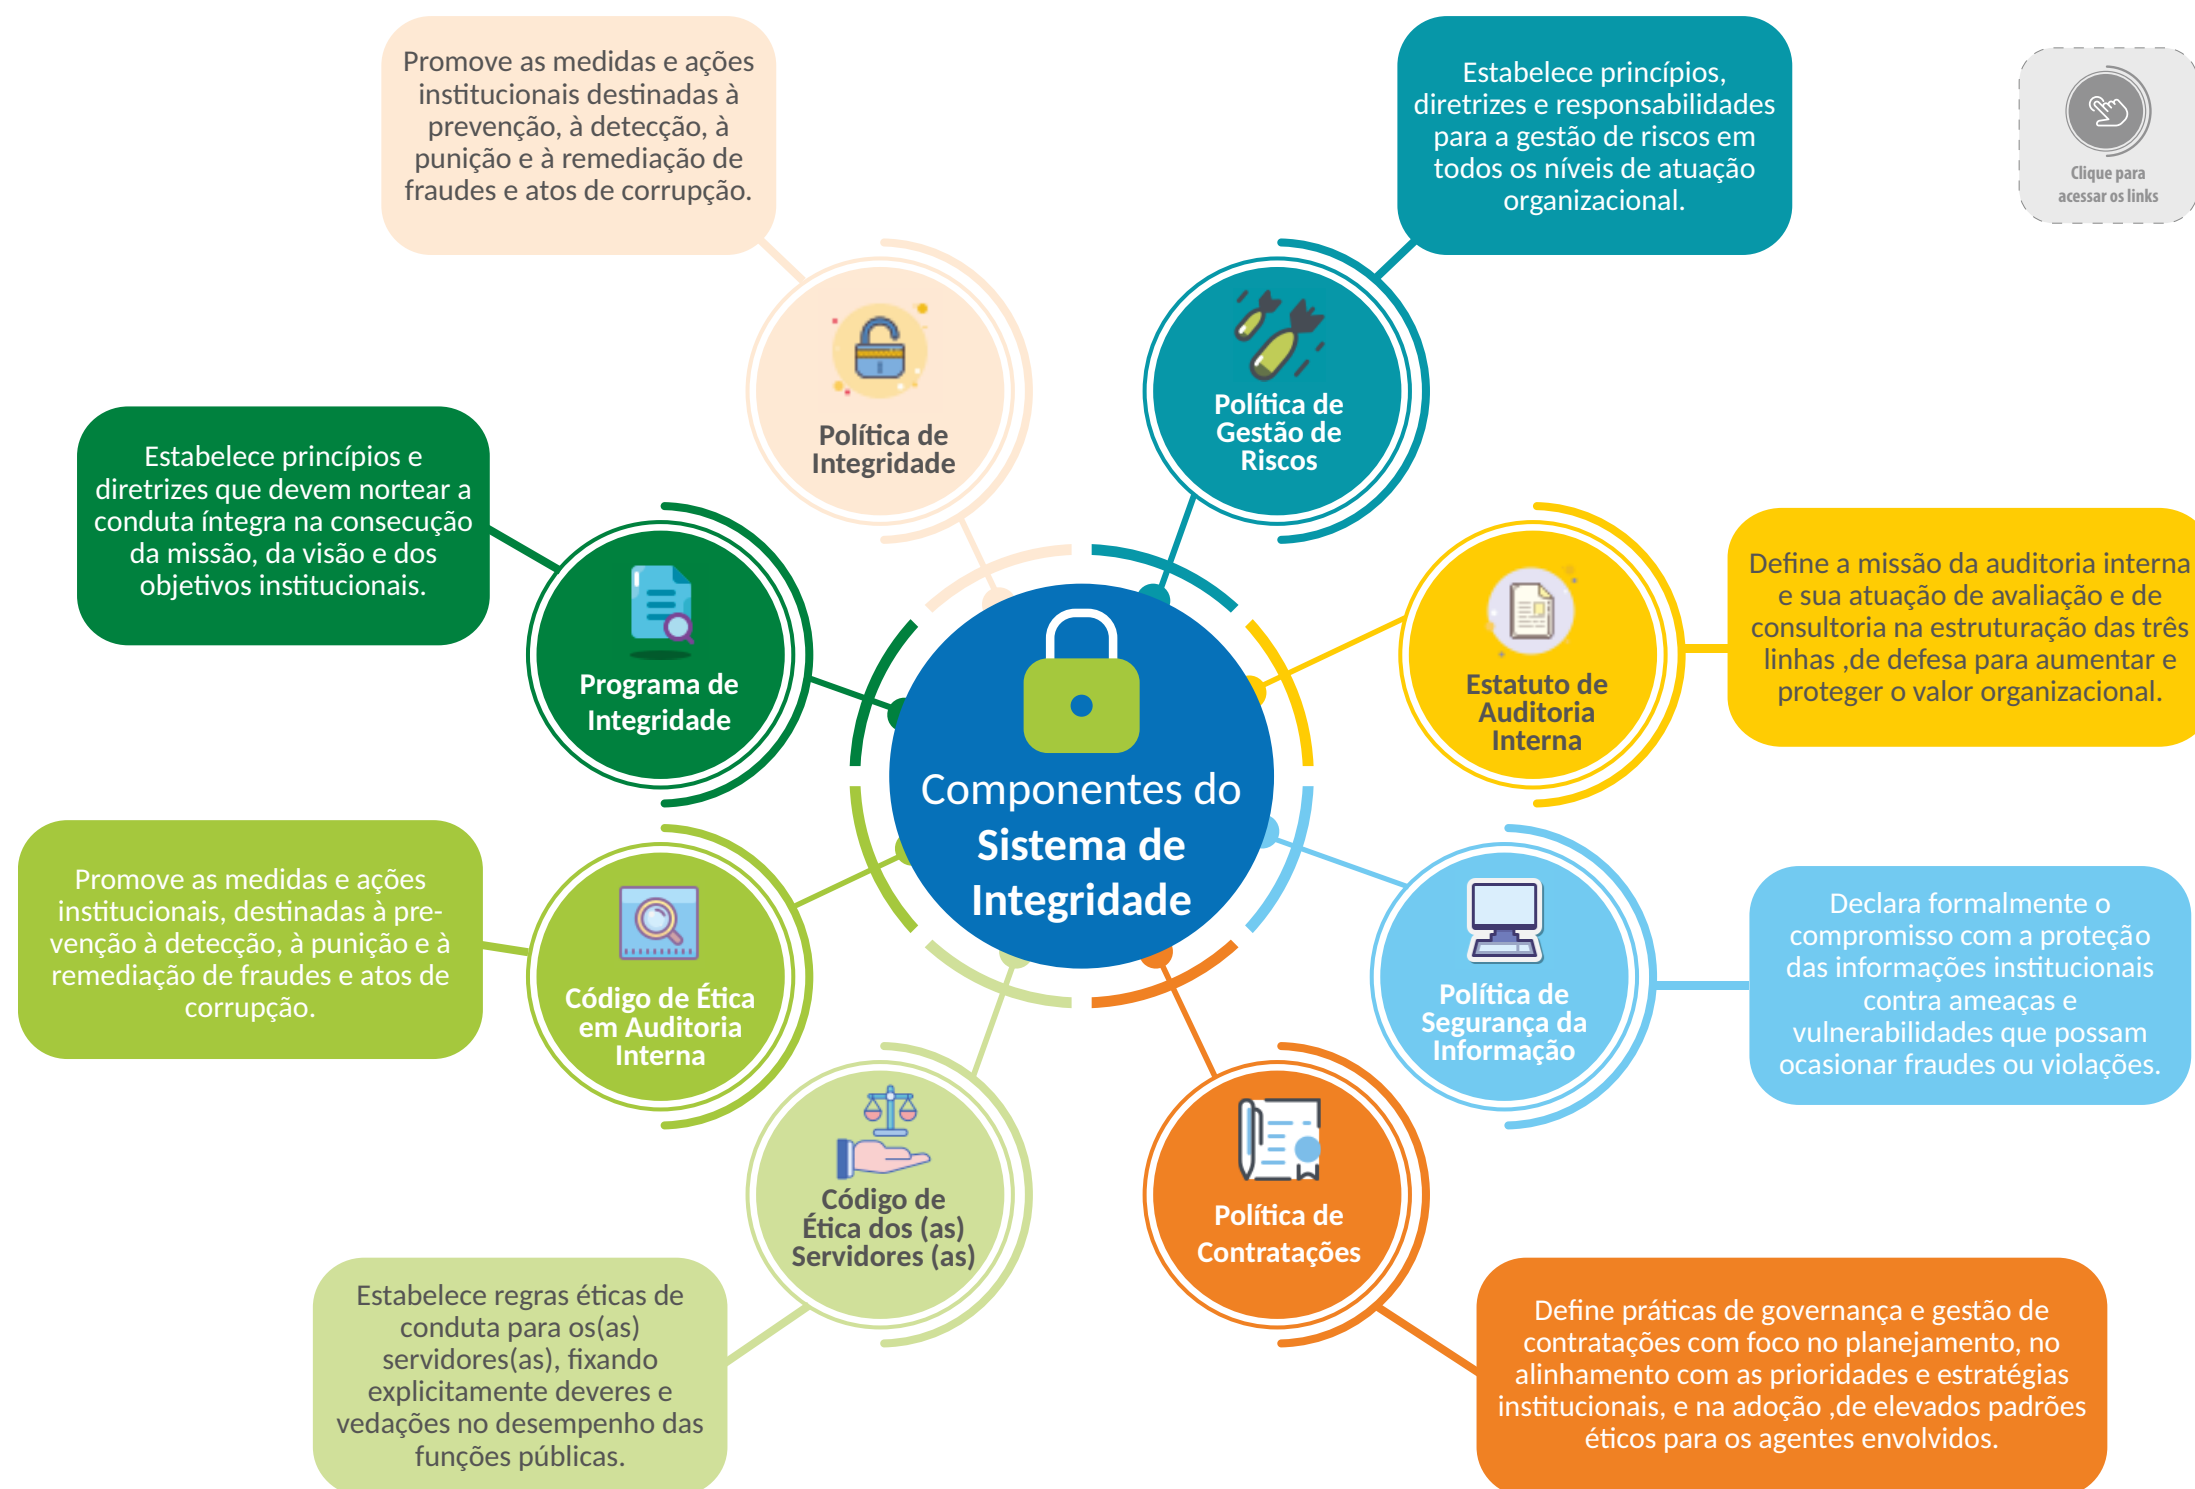 Promove as medidas e ações
institucionais destinadas à
prevenção, à detecção, à
punição e à remediação de
fraudes e atos de corrupção.
Estabelece princípios,
diretrizes e responsabilidades
para a gestão de riscos em
todos os níveis de atuação
organizacional.
Clique para
acessar os links
Política de
Integridade
Política de
Gestão de
Riscos
Estabelece princípios e
diretrizes que devem nortear a
conduta íntegra na consecução
da missão, da visão e dos
objetivos institucionais.
Programa de
Integridade
Estatuto de
Auditoria
Interna
Define a missão da auditoria interna
e sua atuação de avaliação e de
consultoria na estruturação das três
linhas ,de defesa para aumentar e
proteger o valor organizacional.
Componentes do
Sistema de
Integridade
Promove as medidas e ações
institucionais, destinadas à pre-
venção à detecção, à punição e à
remediação de fraudes e atos de
corrupção.
Código de Ética
em Auditoria
Interna
Política de
Segurança da
Informação
Declara formalmente o
compromisso com a proteção
das informações institucionais
contra ameaças e
vulnerabilidades que possam
ocasionar fraudes ou violações.
Código de
Ética dos (as)
Servidores (as)
Política de
Contratações
Estabelece regras éticas de
conduta para os(as)
servidores(as), fixando
explicitamente deveres e
vedações no desempenho das
funções públicas.
Define práticas de governança e gestão de
contratações com foco no planejamento, no
alinhamento com as prioridades e estratégias
institucionais, e na adoção ,de elevados padrões
éticos para os agentes envolvidos.